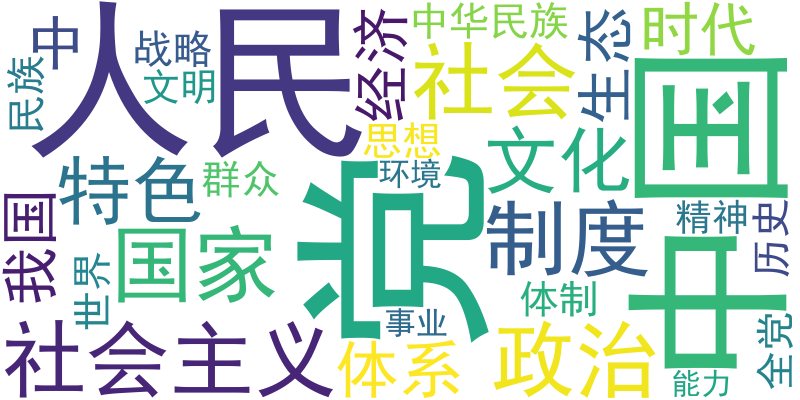 中
人民
战略
文明
民族
经济
中华民族
社会
生态
时代
中国
思想
特色
群众
环境
文化
我国
国家
世界
党
制度
精神
历史
体制
事业
社会主义
体系
政治
全党
能力